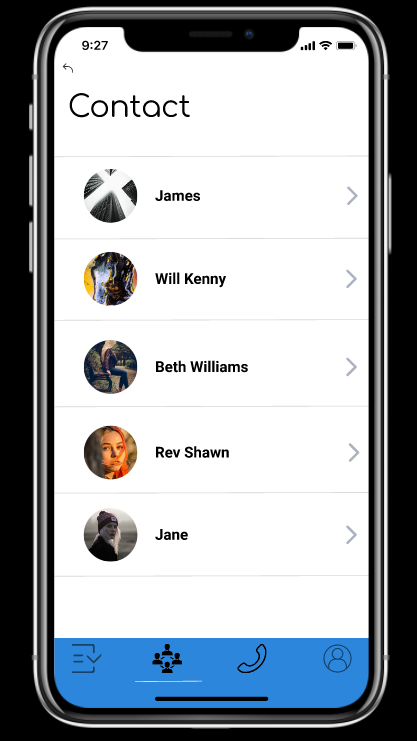 9:27
Contact
James
Will Kenny
Beth Williams
Rev Shawn
Jane